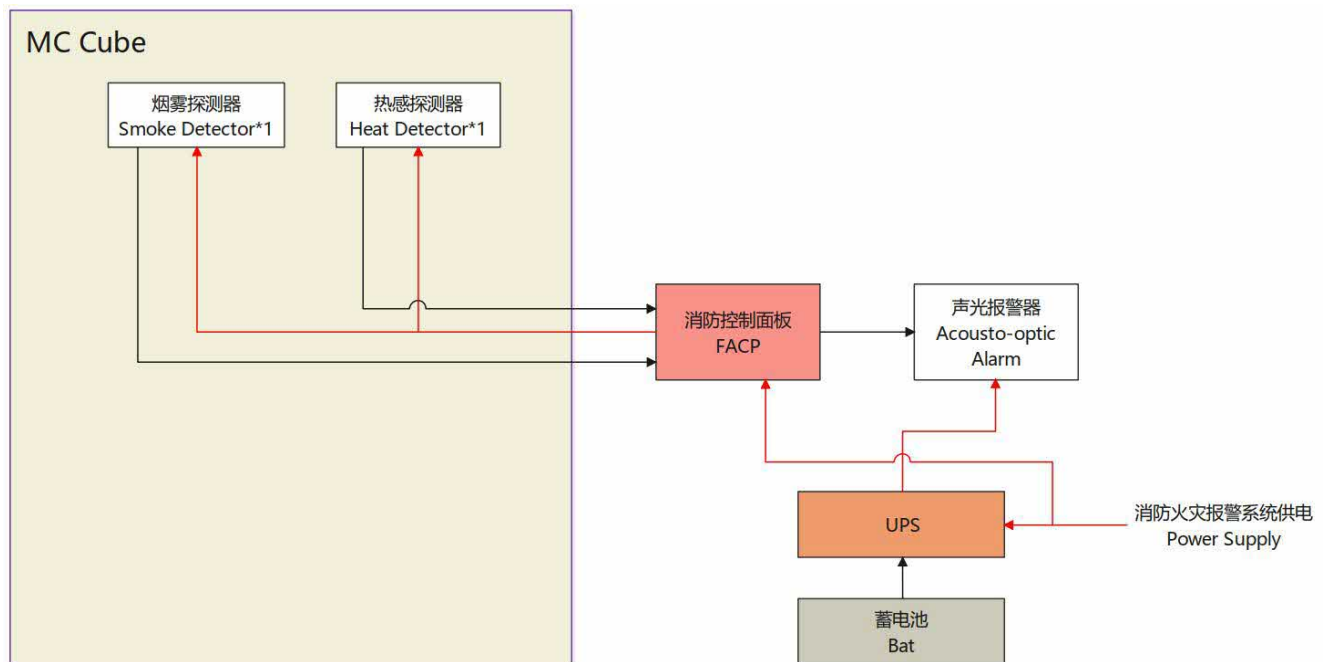 MC Cube
烟雾探测器
Smoke Detector*1
热感探测器
Heat Detector*1
消防控制面板
FACP
声光报警器
Acousto-optic
Alarm
UPS
消防火灾报警系统供电
Power Supply
蓄电池
Bat